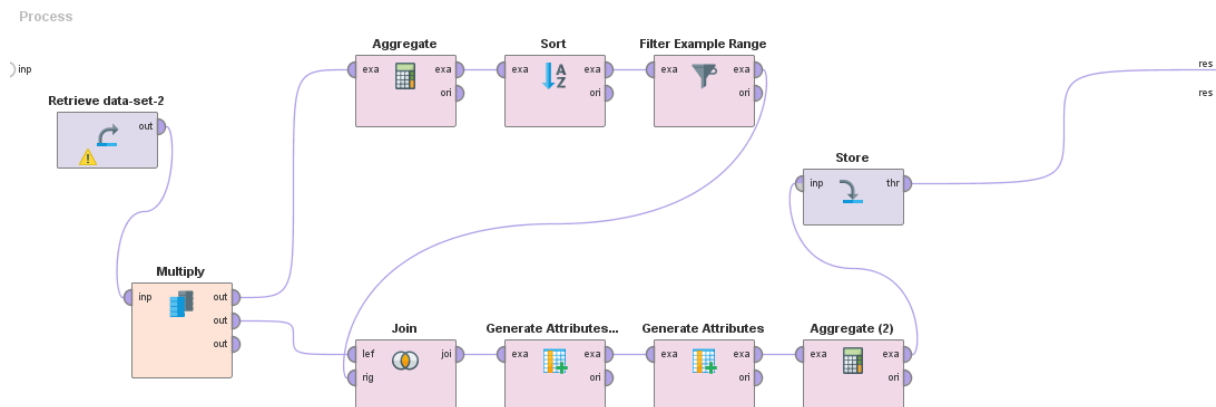 Process
inp
res
res
Retrieve data-set-2
out
Aggregate
exa
exa
ori
Sort
exa
exa
ori
Filter Example Range
exa
exa
ori
Store
inp
thr
Multiply
inp
out
out
out
Join
lef
joi
rig
Generate Attributes...
exa
exa
ori
Generate Attributes
exa
exa
ori
Aggregate (2)
exa
exa
ori